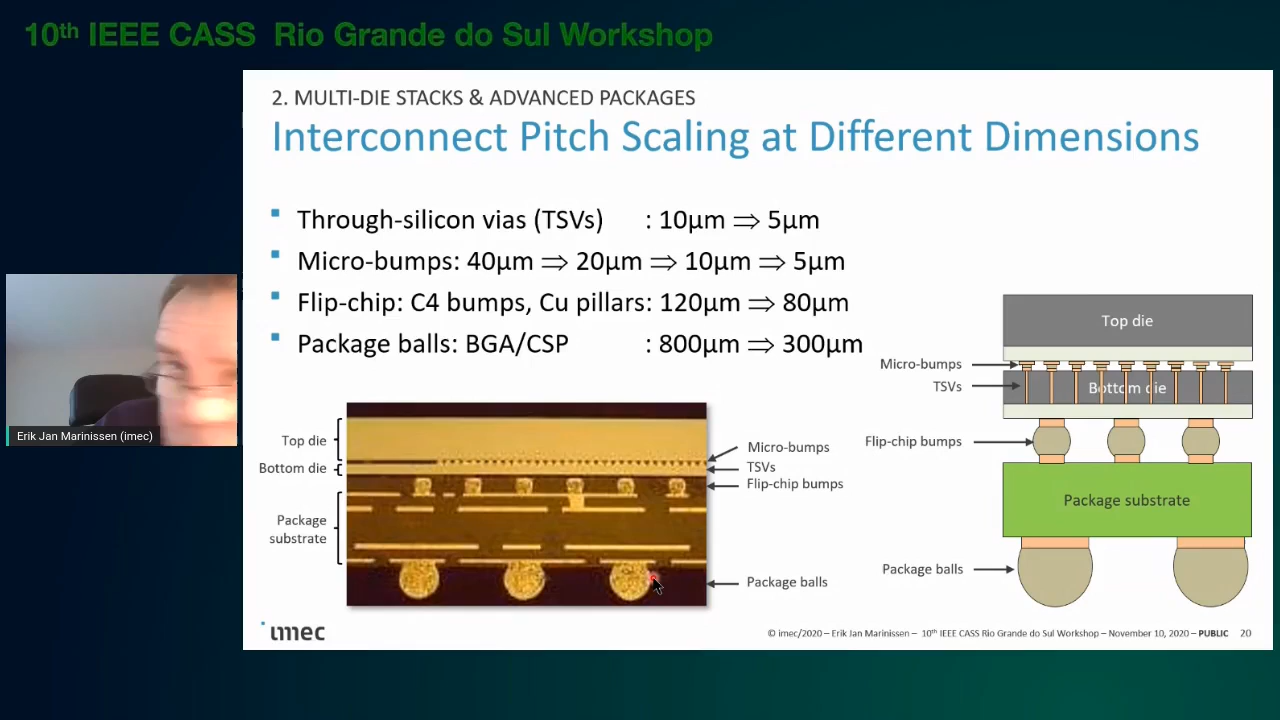 10th IEEE CASS Rio Grande do Sul Workshop
2. MULTI-DIE STACKS & ADVANCED PACKAGES
Interconnect Pitch Scaling at Different Dimensions
Through-silicon vias (TSVs) : 10µm ⇒ 5µm
Micro-bumps: 40µm ⇒ 20µm ⇒ 10µm ⇒ 5µm
Flip-chip: C4 bumps, Cu pillars: 120µm ⇒ 80µm
Package balls: BGA/CSP : 800µm ⇒ 300µm
Top die
Bottom die
Package
substrate
Micro-bumps
TSVs
Flip-chip bumps
Package balls
Top die
Micro-bumps
TSVs
Bottom die
Flip-chip bumps
Package substrate
Package balls
Erik Jan Marinissen (imec)
imec
© imec/2020 – Erik Jan Marinissen – 10th IEEE CASS Rio Grande do Sul Workshop – November 10, 2020 – PUBLIC 20